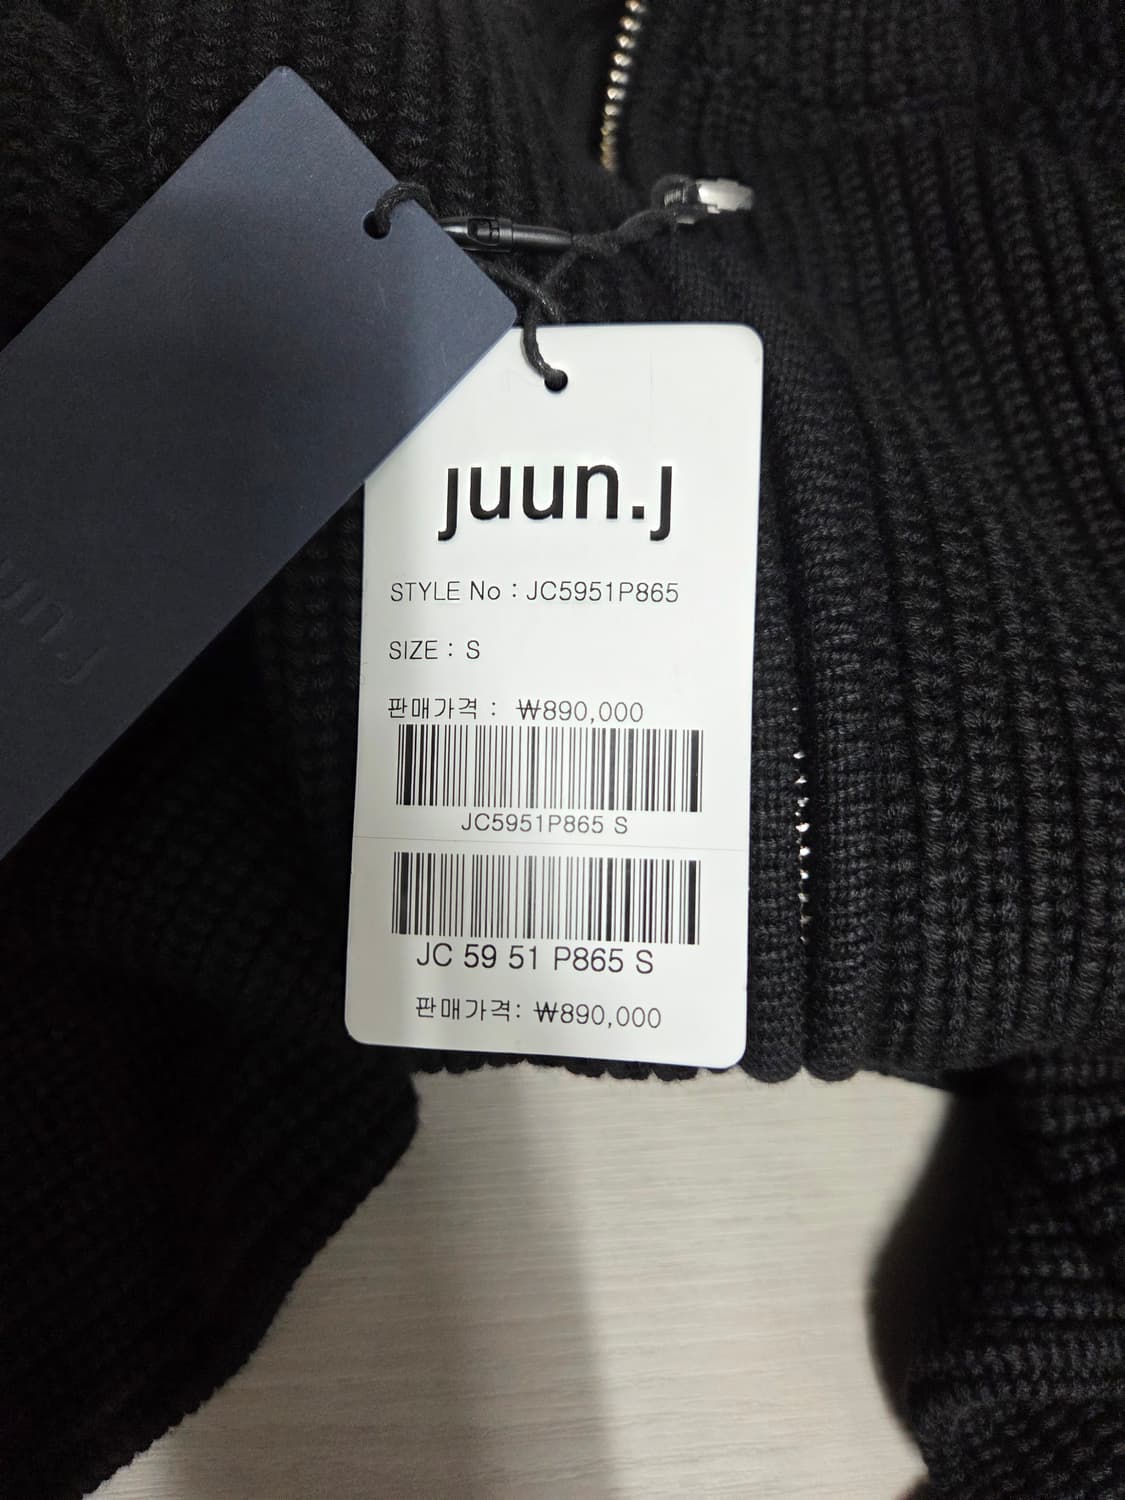 juun.j
STYLE No : JC5951P865
SIZE : S
판매가격 : ₩890,000
JC5951P865 S
JC 59 51 P865 S
판매가격: ₩890,000